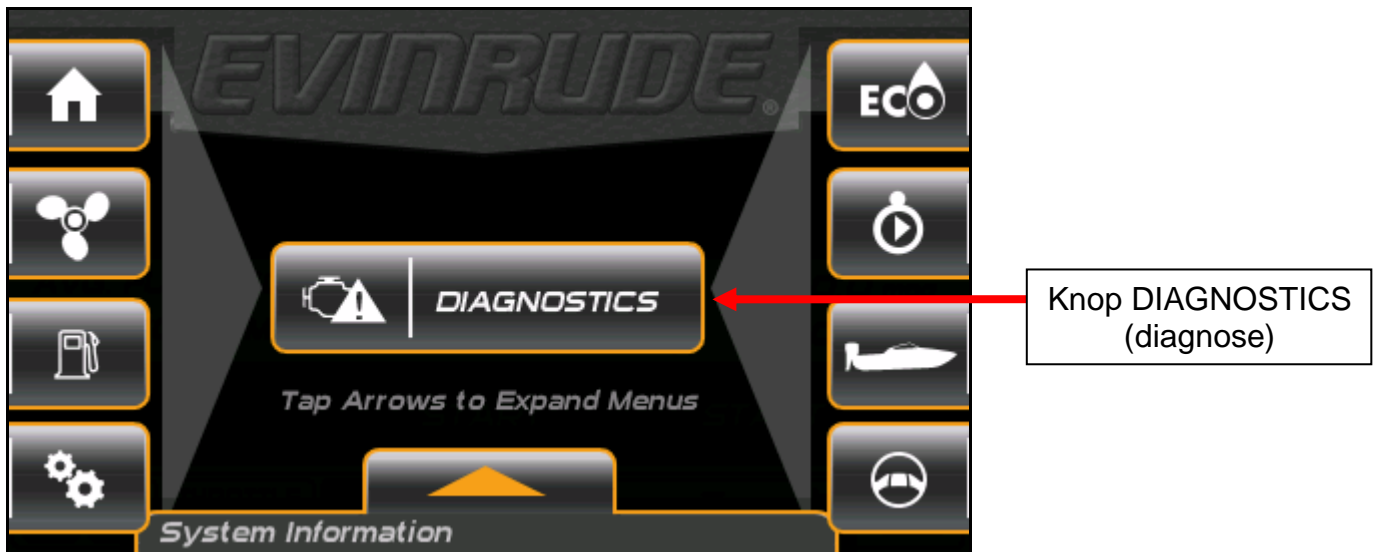 EVINRUDE®
ECO
DIAGNOSTICS
Knop DIAGNOSTICS
(diagnose)
Tap Arrows to Expand Menus
System Information